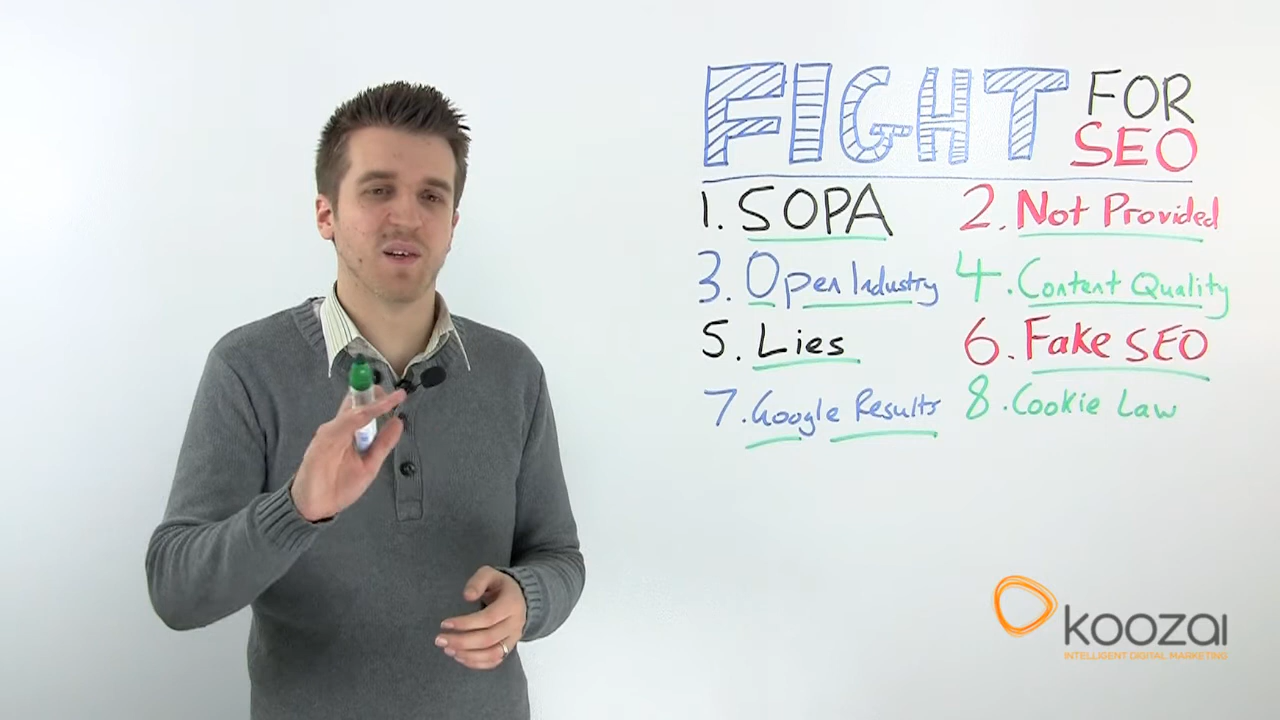 FIGHT FOR
SEO
1. SOPA 2. Not Provided
3. Open Industry 4. Content Quality
5. Lies 6. Fake SEO
7. Google Results 8. Cookie Law
koozai
INTELLIGENT DIGITAL MARKETING